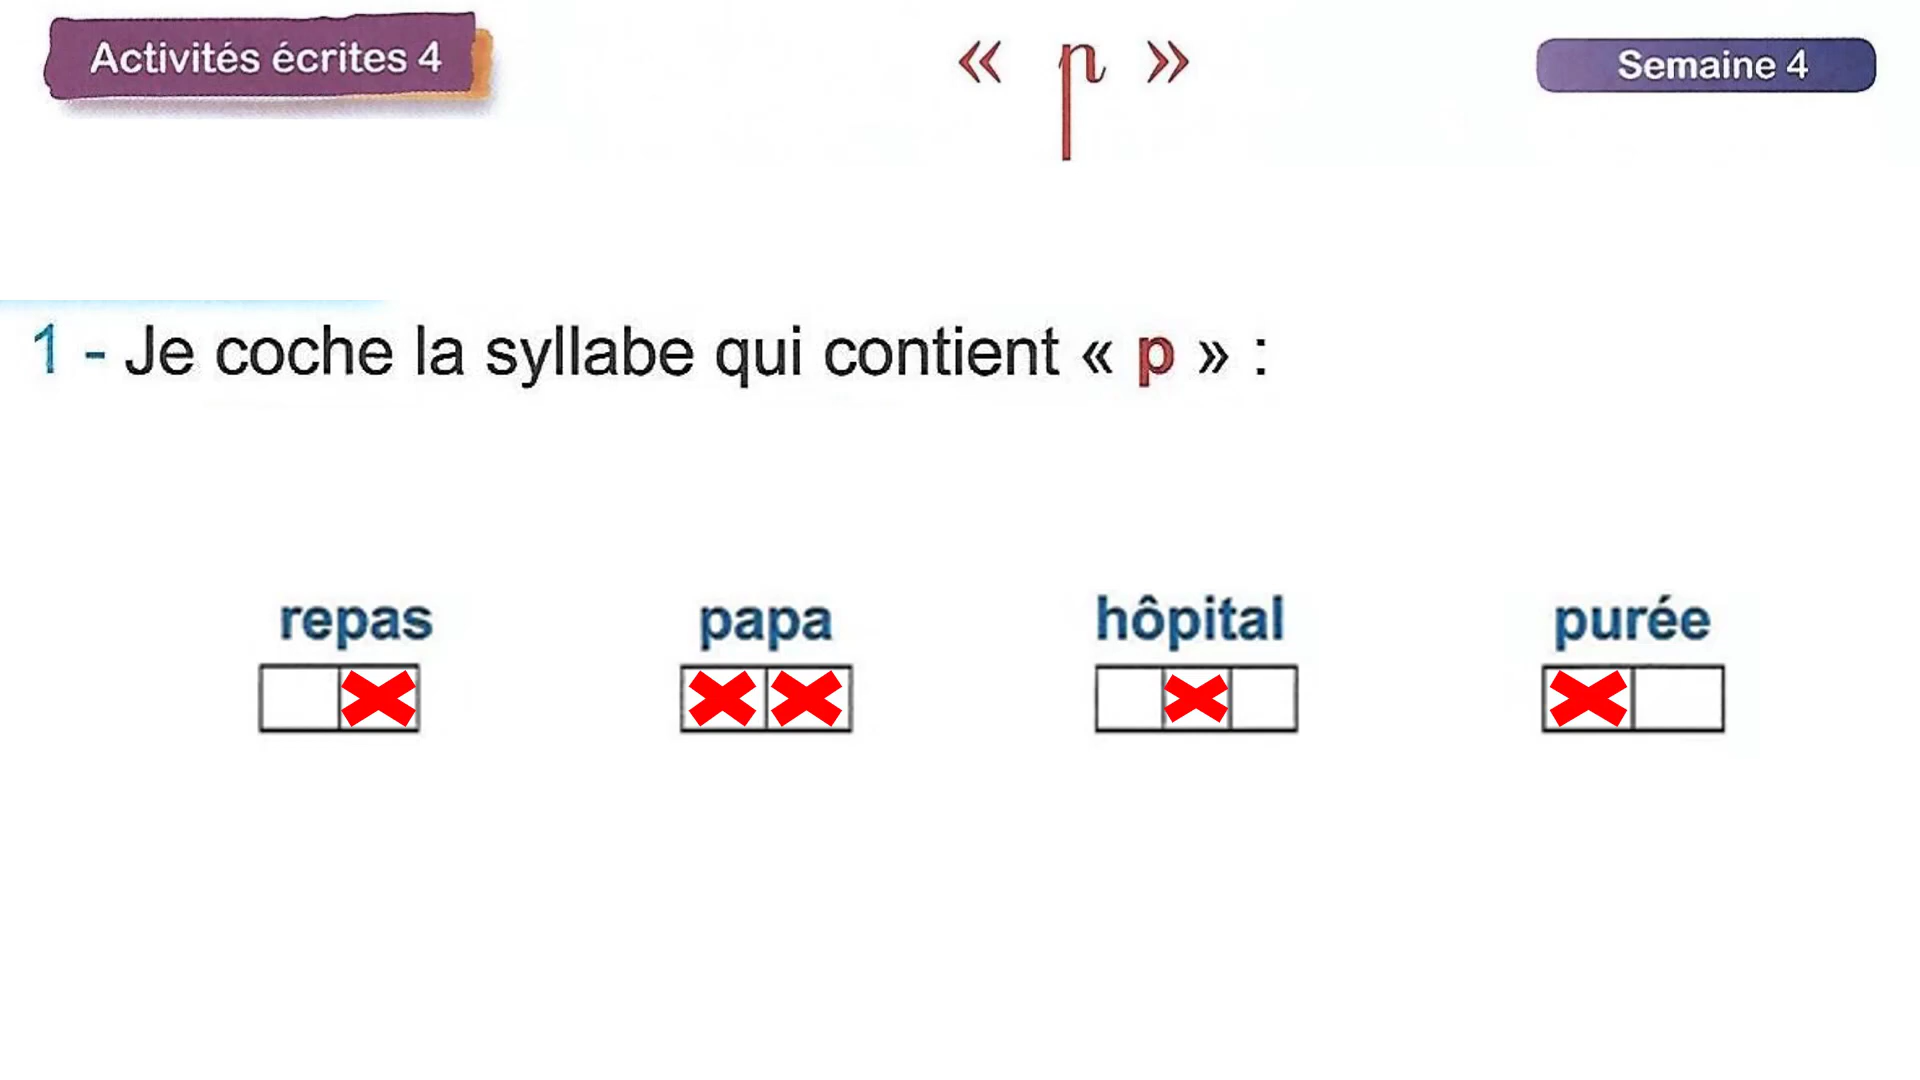 Activités écrites 4
« p »
Semaine 4
1 - Je coche la syllabe qui contient « p » :
repas
papa
hôpital
purée